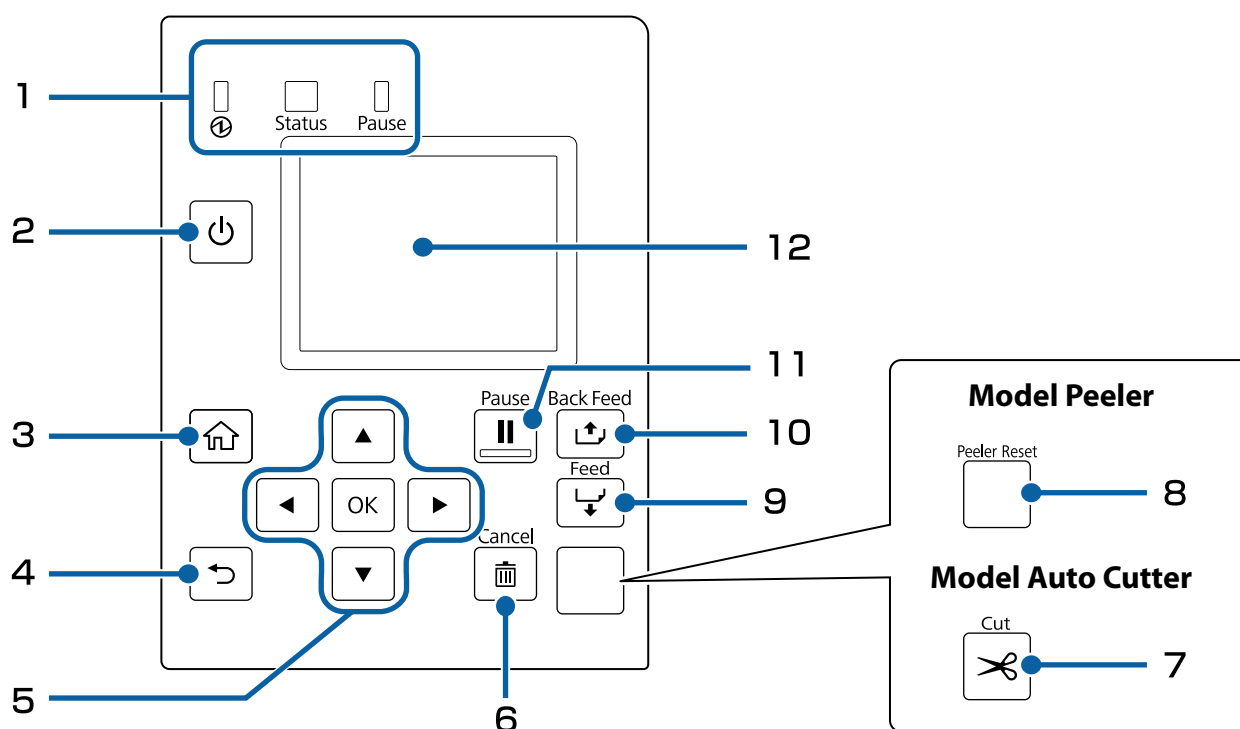 1
Status
Pause
2
12
11
3
Pause
Back Feed
10
OK
Feed
9
4
Cancel
5
6
Model Peeler
Peeler Reset
8
Model Auto Cutter
Cut
7